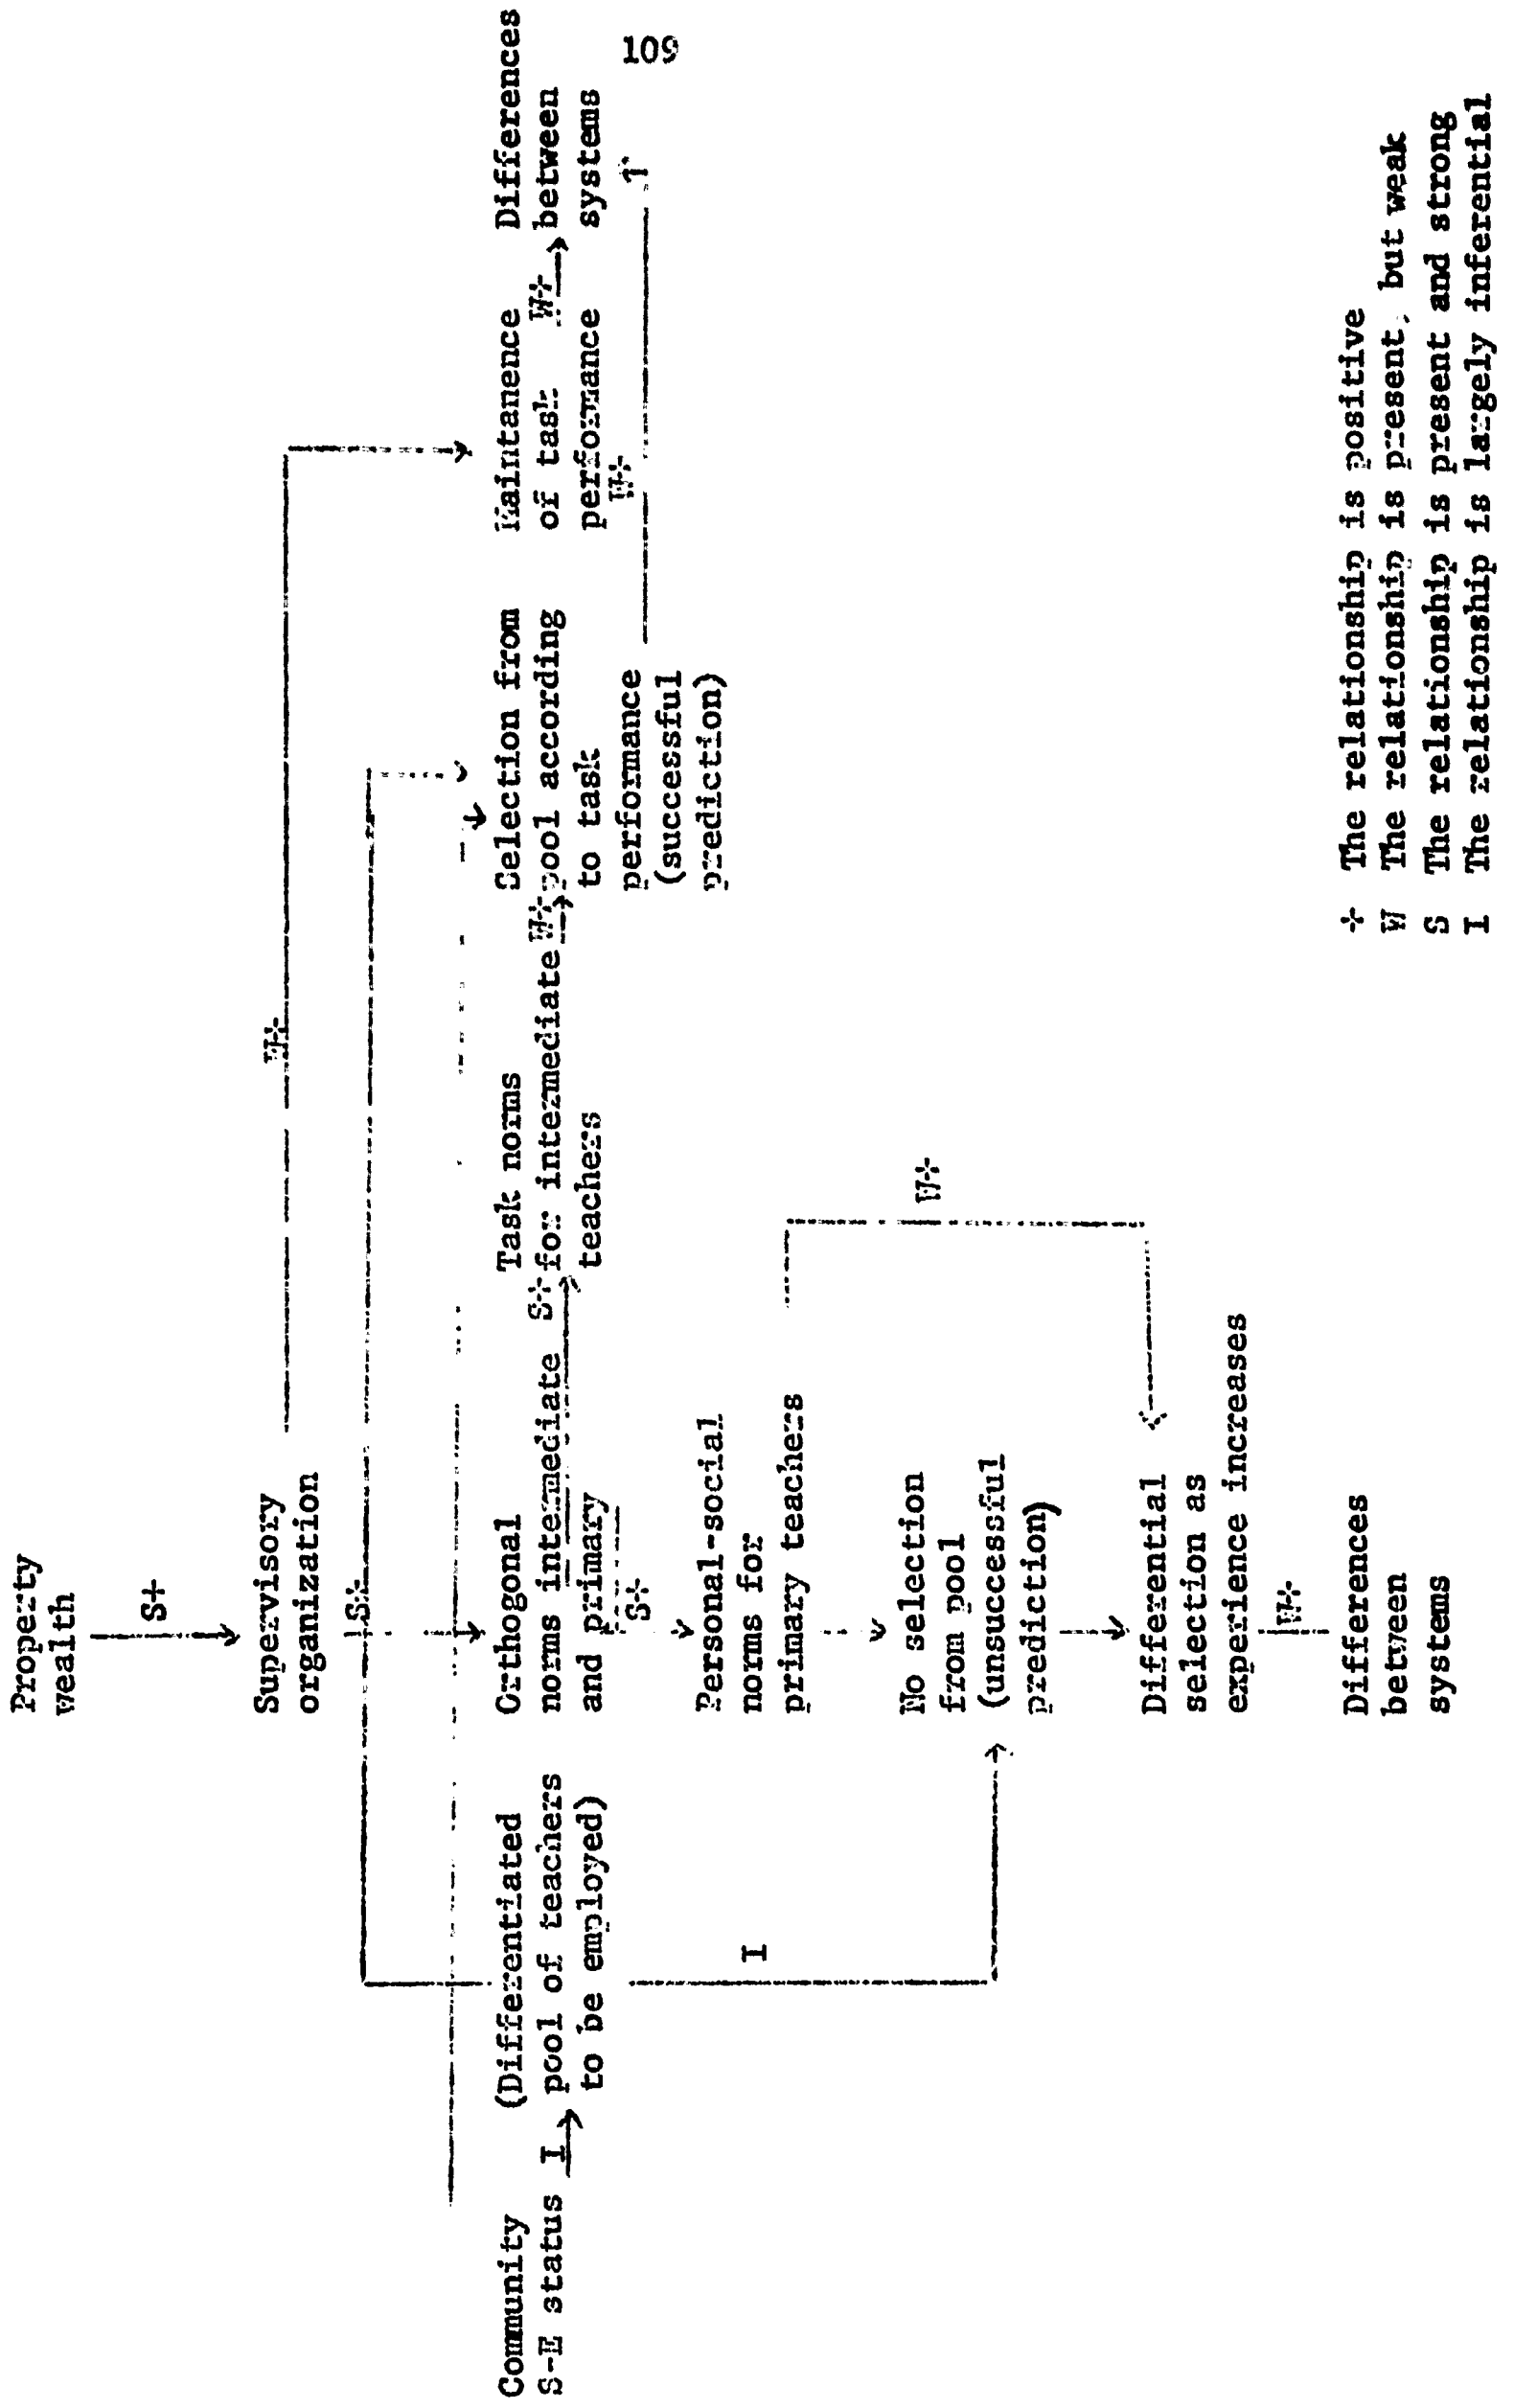 109
Property
wealth
S+
Supervisory
organization
W+
S+
Community
S-E status
I
(Differentiated
pool of teachers
to be employed)
Orthogonal
norms intermediate
and primary
S+
Task norms
for intermediate
teachers
W+
Selection from
pool according
to task
performance
(successful
prediction)
Maintanence
of task
performance
W+
W+
Differences
between
systems
S+
Personal-social
norms for
primary teachers
W+
I
No selection
from pool
(unsuccessful
prediction)
Differential
selection as
experience increases
W+
Differences
between
systems
+ The relationship is positive
W The relationship is present, but weak
S The relationship is present and strong
I The relationship is largely inferential